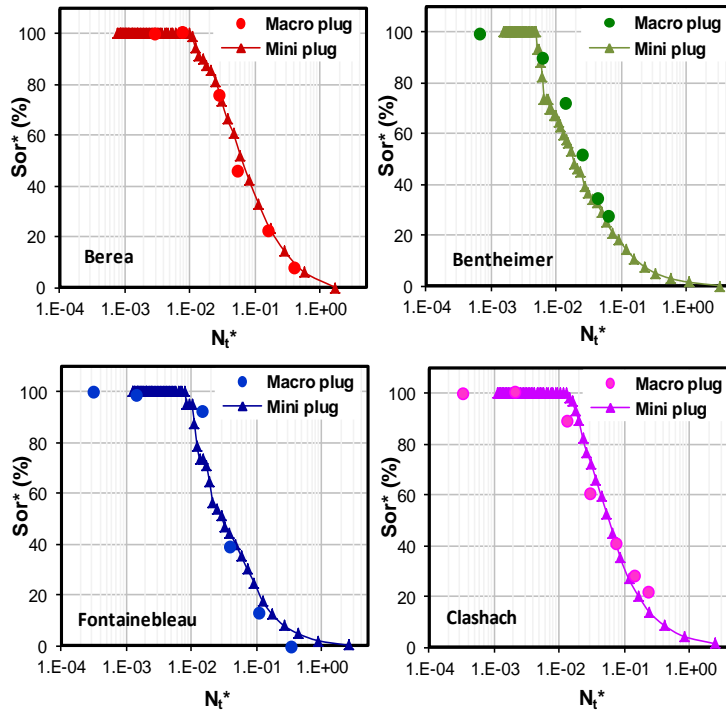 Macro plug
Mini plug
100
80
60
40
20
0
Sor* (%)
Berea
1.E-04 1.E-03 1.E-02 1.E-01 1.E+00
Nt*
Macro plug
Mini plug
100
80
60
40
20
0
Sor* (%)
Bentheimer
1.E-04 1.E-03 1.E-02 1.E-01 1.E+00
Nt*
Macro plug
Mini plug
100
80
60
40
20
0
Sor* (%)
Fontainebleau
1.E-04 1.E-03 1.E-02 1.E-01 1.E+00
Nt*
Macro plug
Mini plug
100
80
60
40
20
0
Sor* (%)
Clashach
1.E-04 1.E-03 1.E-02 1.E-01 1.E+00
Nt*